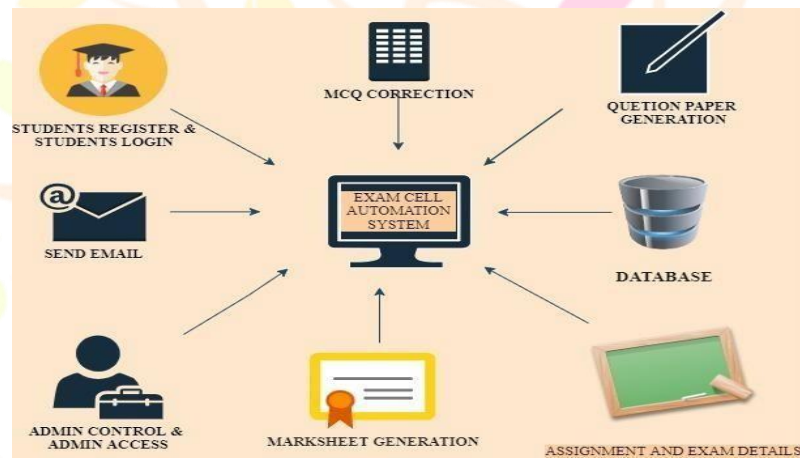 MCQ CORRECTION
QUETION PAPER
GENERATION
STUDENTS REGISTER &
STUDENTS LOGIN
@
EXAM CELL
AUTOMATION
SYSTEM
SEND EMAIL
DATABASE
ADMIN CONTROL &
ADMIN ACCESS
MARKSHEET GENERATION
ASSIGNMENT AND EXAM DETAILS